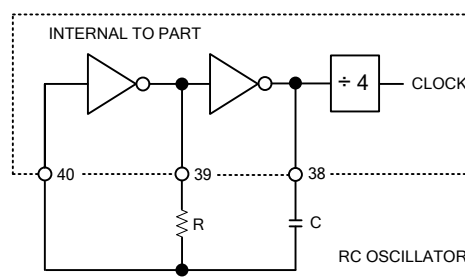 INTERNAL TO PART
÷ 4
CLOCK
40
39
38
R
C
RC OSCILLATOR